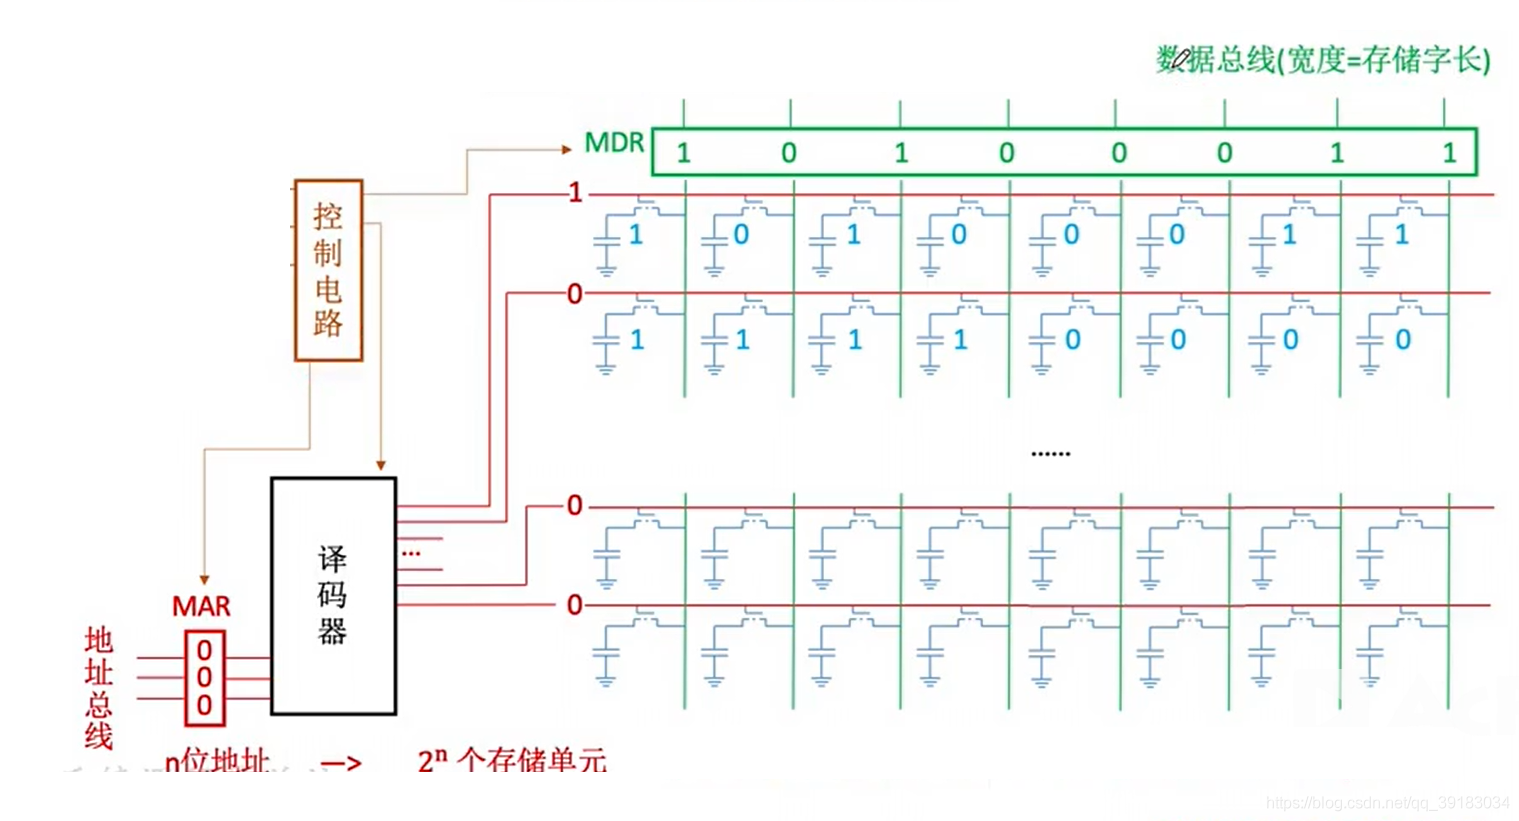 数据总线(宽度=存储字长)
MDR 1 0 1 0 0 0 1 1
控制电路
1
1 0 1 0 0 0 1 1
0
1 1 1 1 0 0 0 0
......
0
译码器
...
0
MAR
地址总线
0
0
0
n位地址 —> 2ⁿ 个存储单元
https://blog.csdn.net/qq_39183034